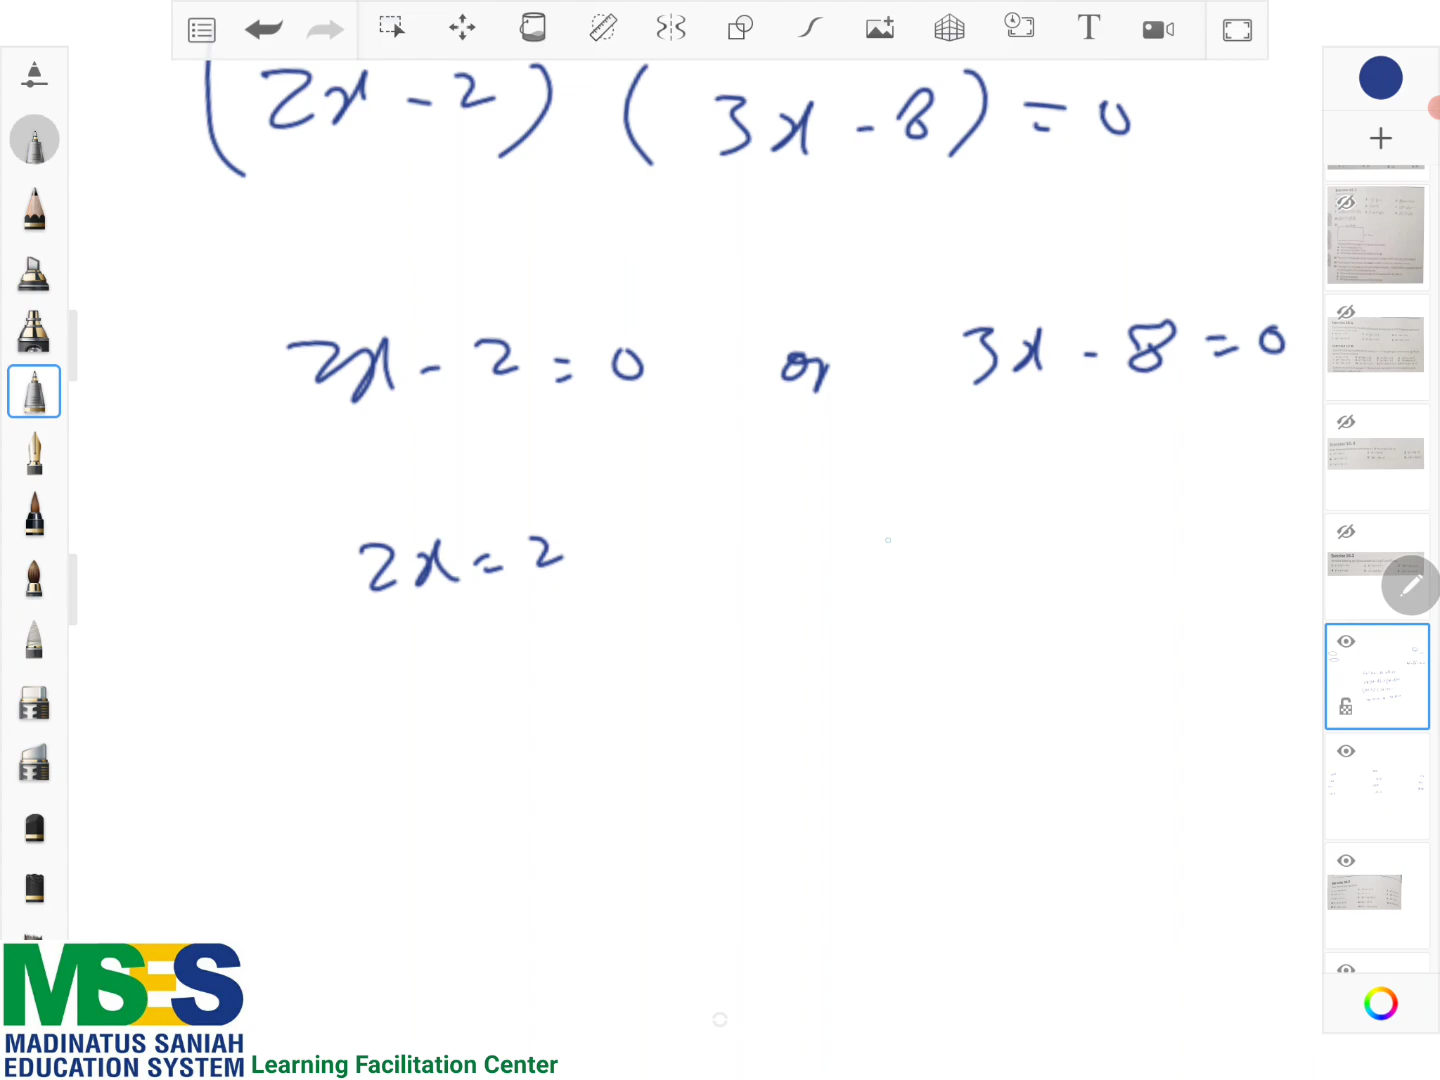 T
(2x - 2) (3x - 8) = 0
2x - 2 = 0 or 3x - 8 = 0
2x = 2
MSES
MADINATUS SANIAH
EDUCATION SYSTEM Learning Facilitation Center